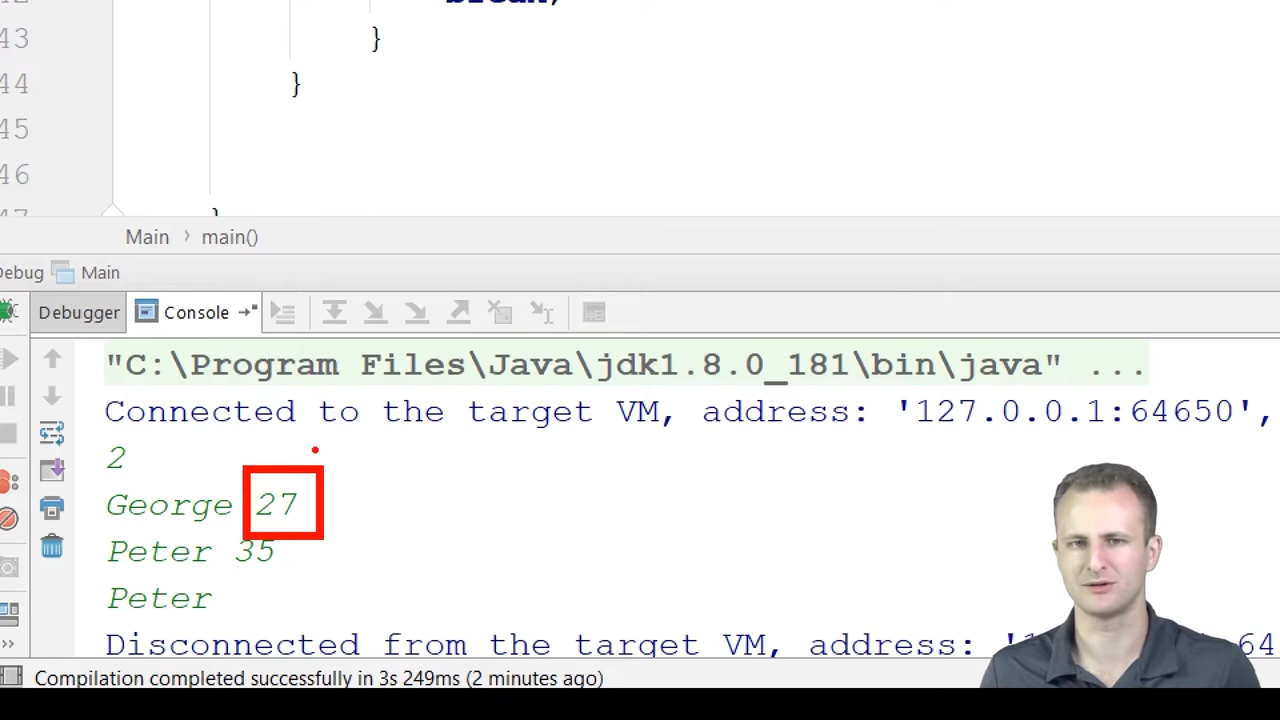 43 }
44 }
45
46
}
Main › main()
Debug Main
Debugger Console
"C:\Program Files\Java\jdk1.8.0_181\bin\java" ...
Connected to the target VM, address: '127.0.0.1:64650',
2
George 27
Peter 35
Peter
Disconnected from the target VM, address:
Compilation completed successfully in 3s 249ms (2 minutes ago)